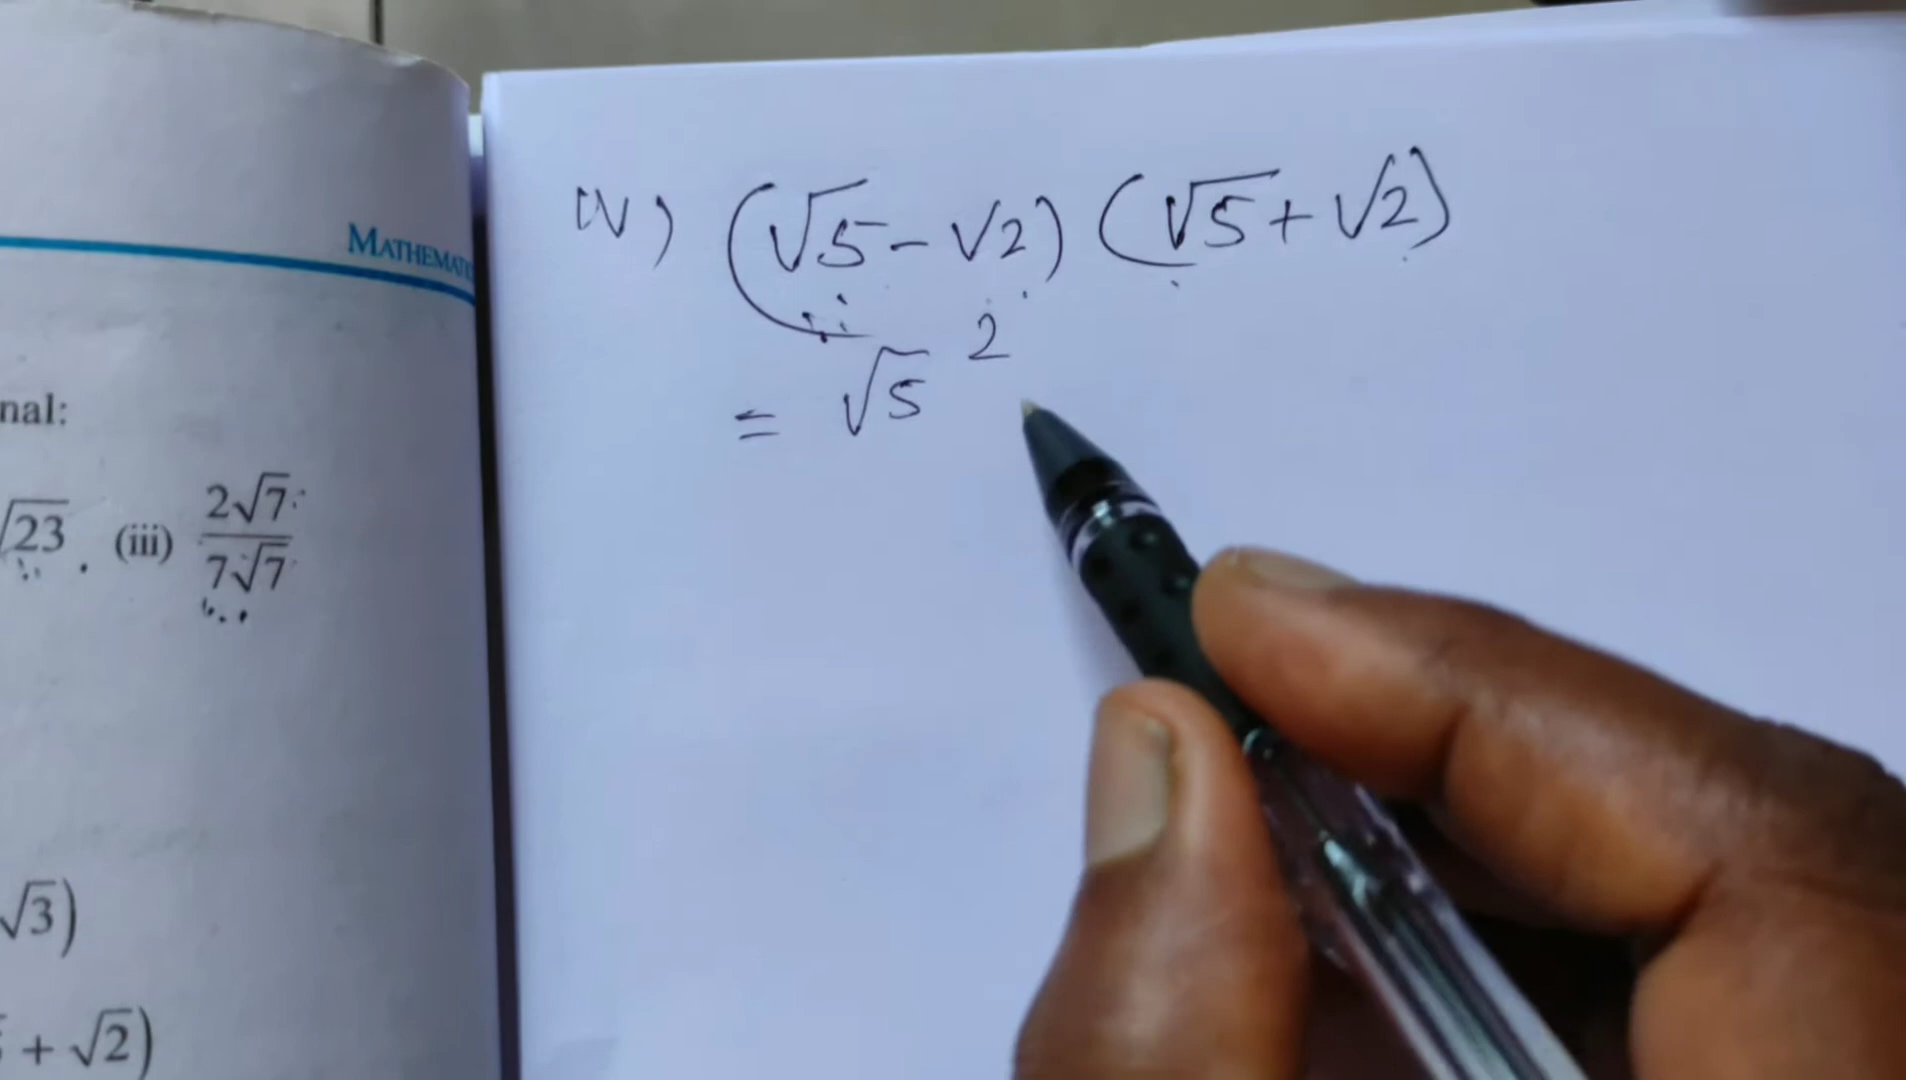 MATHEMATI
nal:
√23 . (iii) 2√7 / 7√7
√3)
+ √2)
(iv) (√5 - √2) (√5 + √2)
= √5 ²